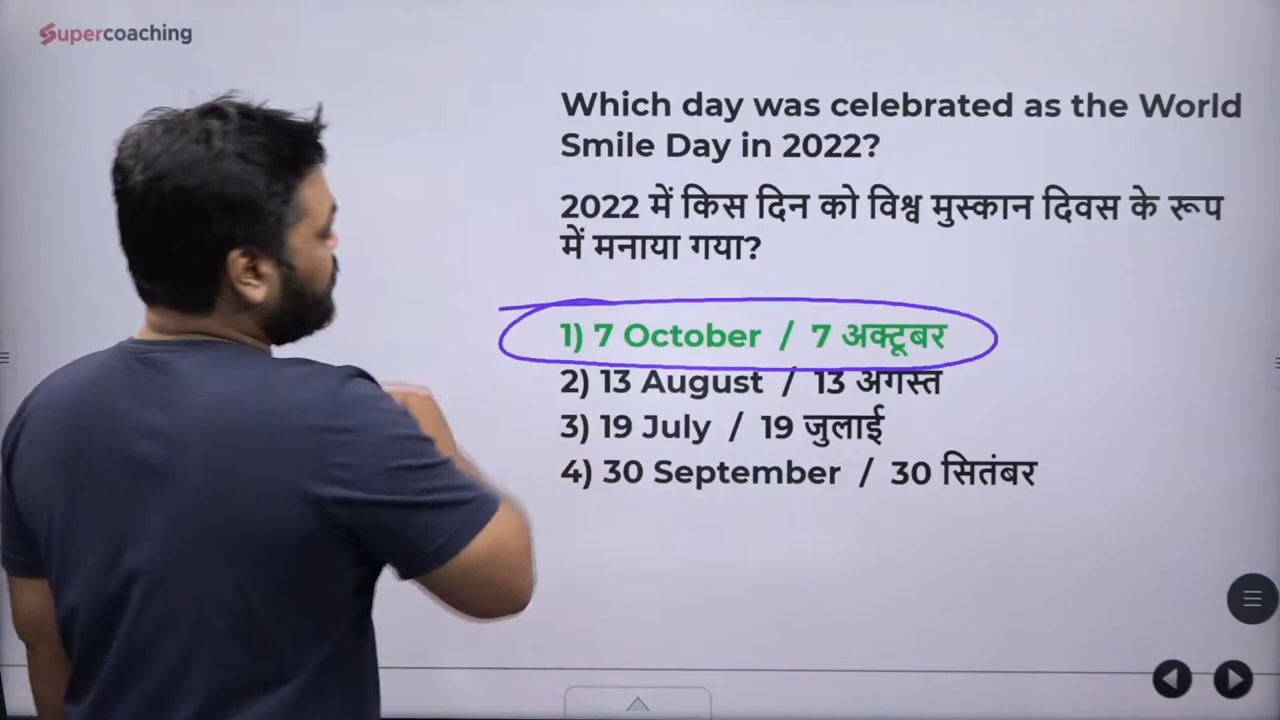 Supercoaching
Which day was celebrated as the World
Smile Day in 2022?
2022 में किस दिन को विश्व मुस्कान दिवस के रूप
में मनाया गया?
1) 7 October / 7 अक्टूबर
2) 13 August / 13 अगस्त
3) 19 July / 19 जुलाई
4) 30 September / 30 सितंबर